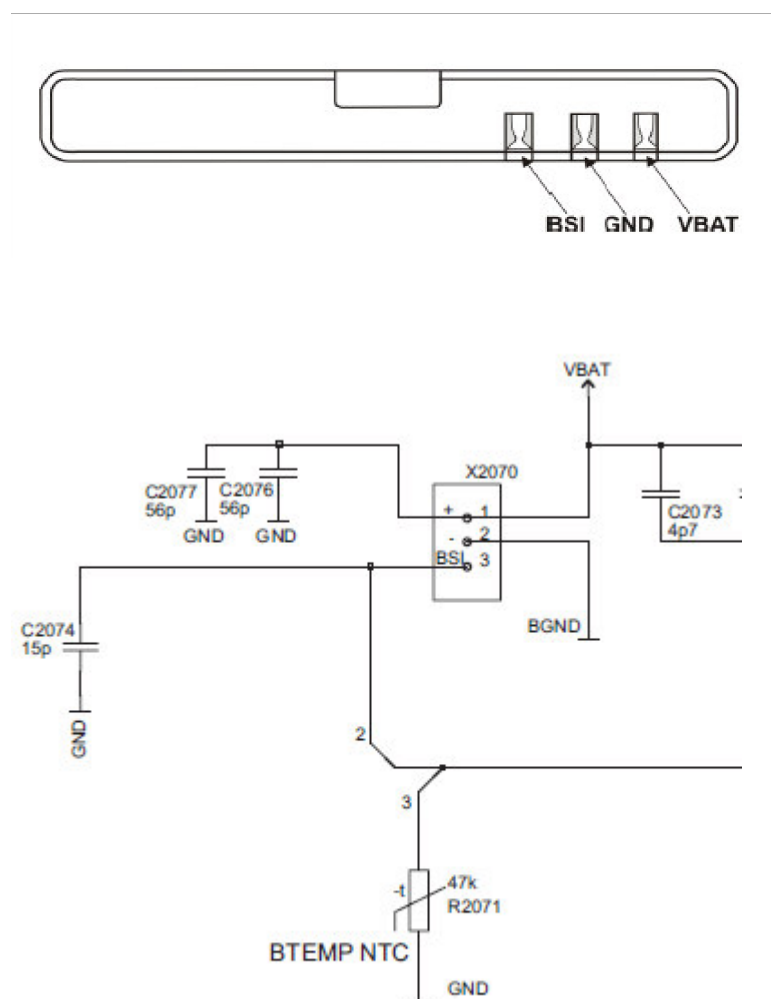 BSI GND VBAT
VBAT
X2070
C2077 C2076
56p 56p
GND GND
+ 1
- 2
BSI 3
C2073
4p7
BGND
C2074
15p
GND
2
3
-t
47k
R2071
BTEMP NTC
GND